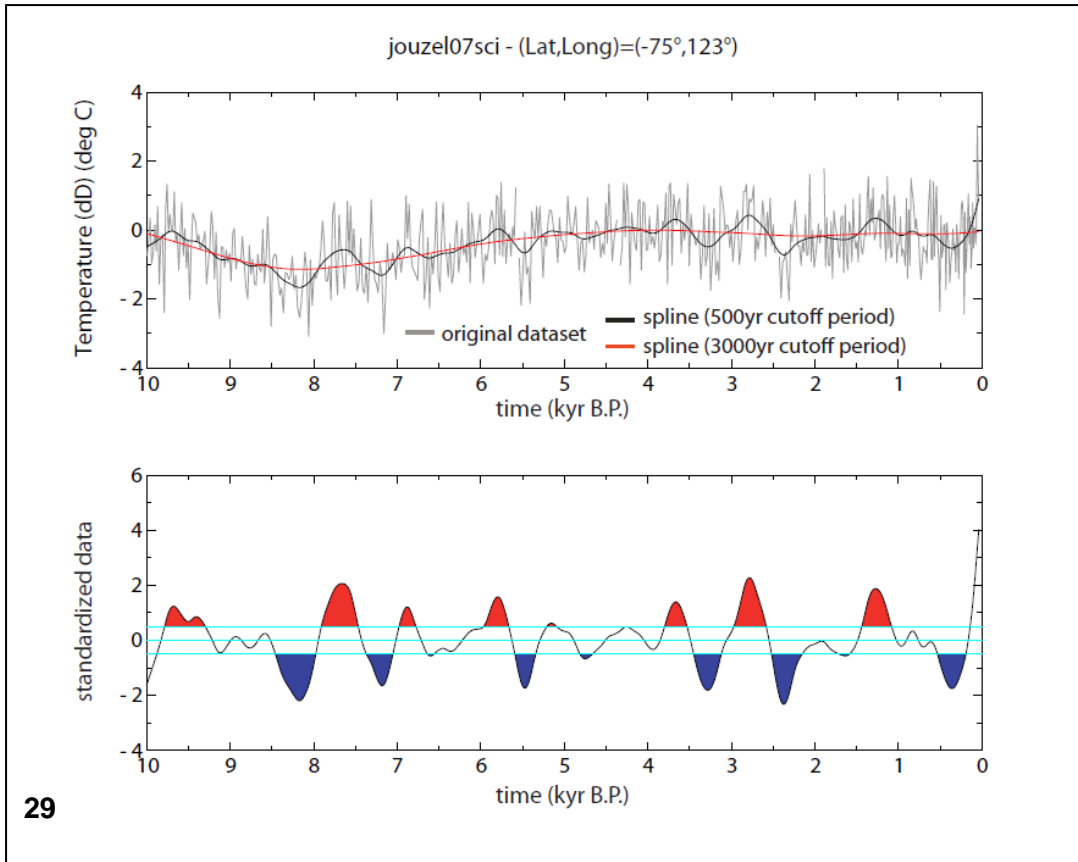 jouzel07sci - (Lat,Long)=(-75°,123°)
Temperature (dD) (deg C)
4
2
0
- 2
- 4
original dataset
spline (500yr cutoff period)
spline (3000yr cutoff period)
10 9 8 7 6 5 4 3 2 1 0
time (kyr B.P.)
standardized data
6
4
2
0
- 2
- 4
10 9 8 7 6 5 4 3 2 1 0
time (kyr B.P.)
29